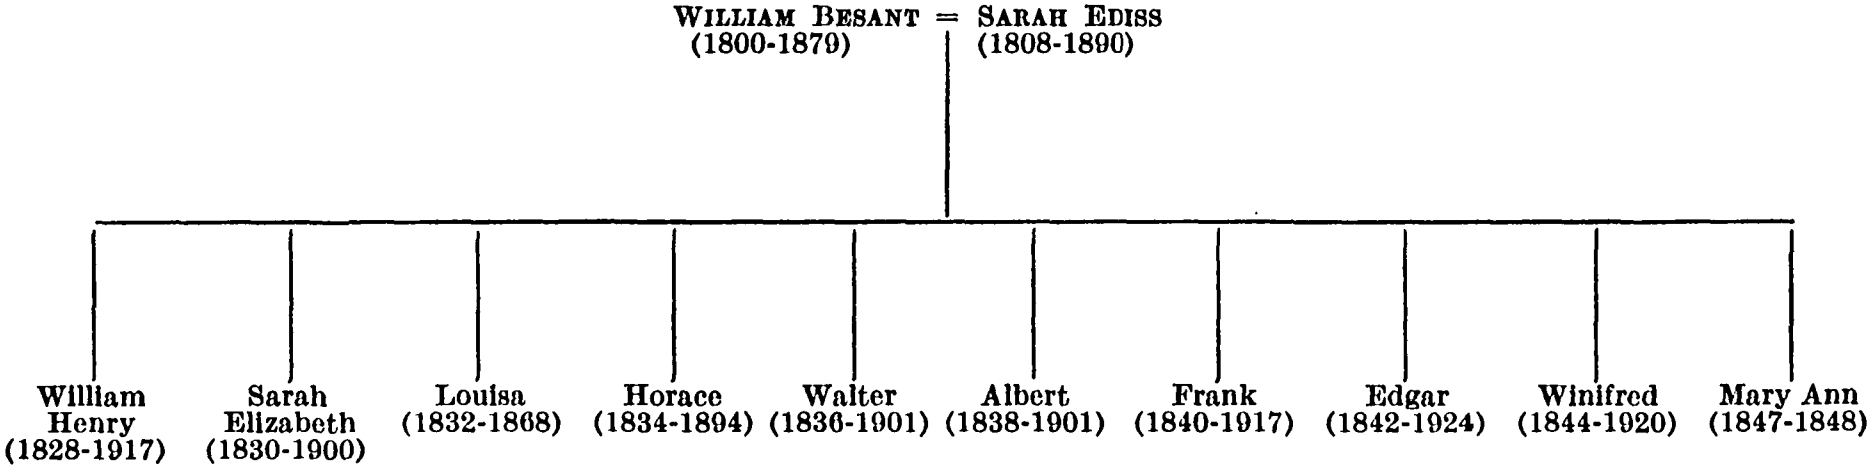 WILLIAM BESANT = SARAH EDISS
(1800-1879) (1808-1890)
William Henry (1828-1917)
Sarah Elizabeth (1830-1900)
Louisa (1832-1868)
Horace (1834-1894)
Walter (1836-1901)
Albert (1838-1901)
Frank (1840-1917)
Edgar (1842-1924)
Winifred (1844-1920)
Mary Ann (1847-1848)